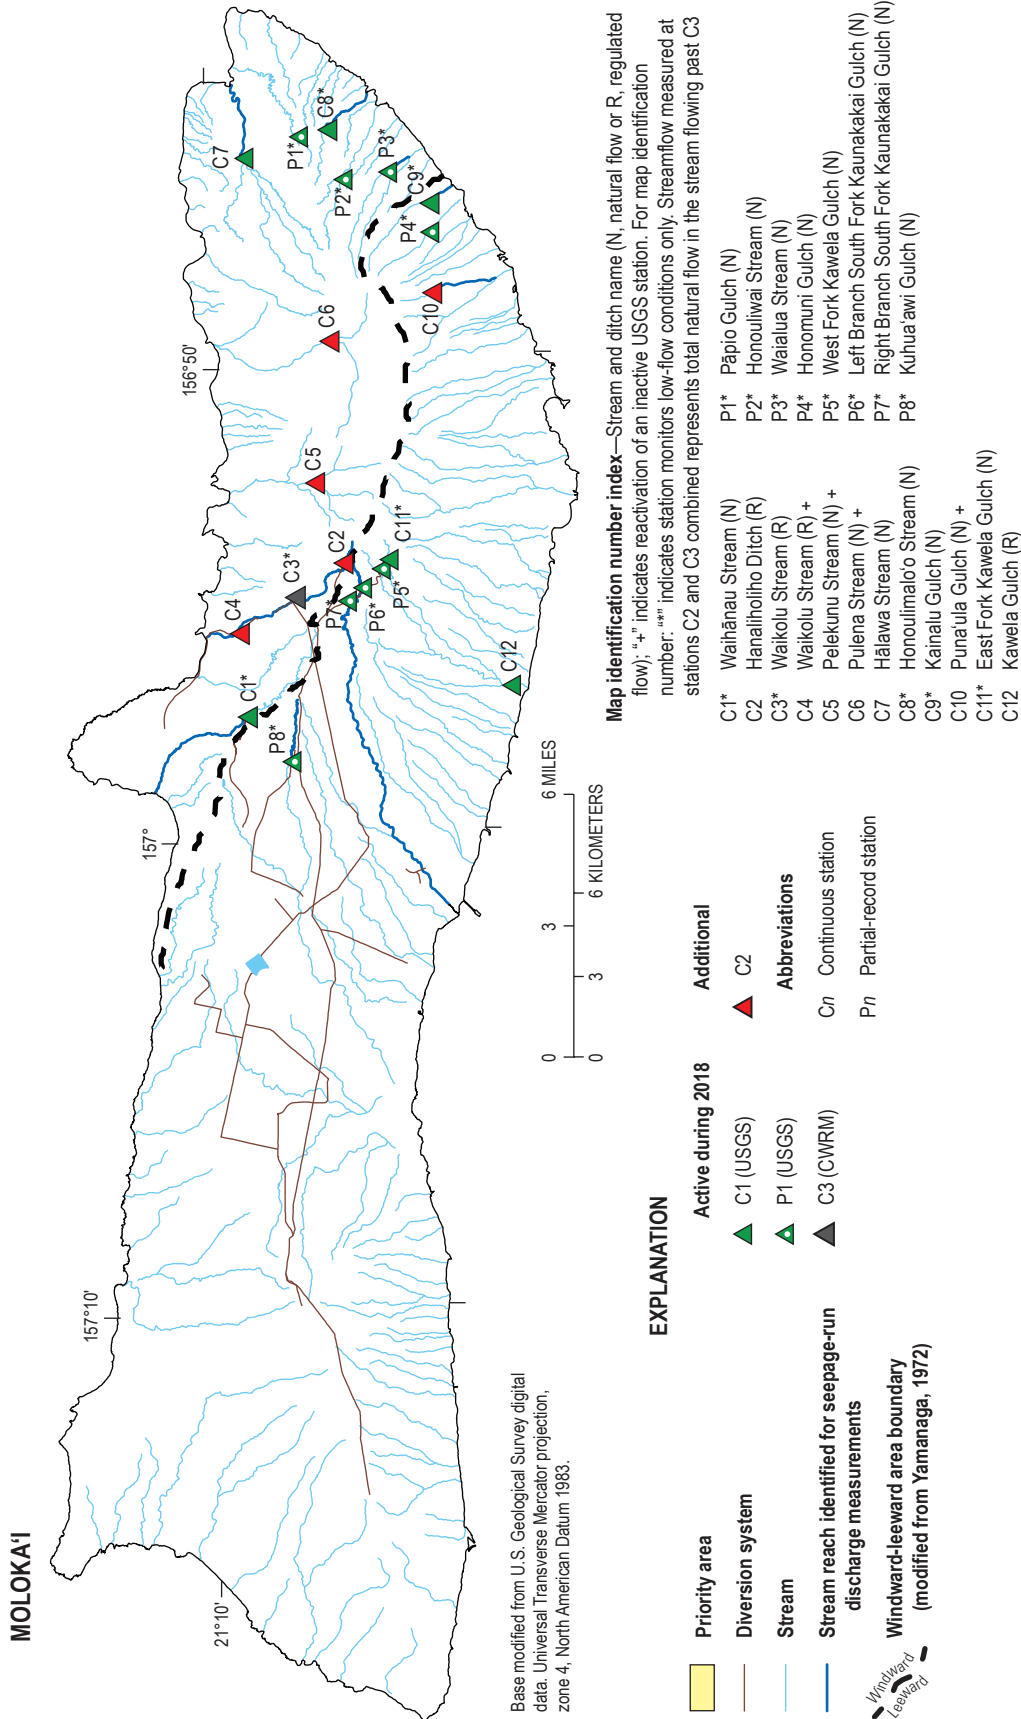 MOLOKAʻI
157°10'
157°
156°50'
21°10'
C7
P1*
C8*
P2*
P3*
C9*
P4*
C10
C6
C5
C4
C3*
C2
C11*
P5*
P6*
P7*
C1*
P8*
C12
0 3 6 MILES
0 3 6 KILOMETERS
Base modified from U.S. Geological Survey digital
data. Universal Transverse Mercator projection,
zone 4, North American Datum 1983.
EXPLANATION
Priority area
Diversion system
Stream
Stream reach identified for seepage-run
discharge measurements
Windward
Leeward
Windward-leeward area boundary
(modified from Yamanaga, 1972)
Active during 2018
C1 (USGS)
P1 (USGS)
C3 (CWRM)
Additional
C2
Abbreviations
Cn Continuous station
Pn Partial-record station
Map identification number index—Stream and ditch name (N, natural flow or R, regulated
flow); “+” indicates reactivation of an inactive USGS station. For map identification
number: “*” indicates station monitors low-flow conditions only. Streamflow measured at
stations C2 and C3 combined represents total natural flow in the stream flowing past C3
C1* Waihānau Stream (N)
C2 Hanalilolilo Ditch (R)
C3* Waikolu Stream (R)
C4 Waikolu Stream (R) +
C5 Pelekunu Stream (N) +
C6 Pulena Stream (N) +
C7 Hālawa Stream (N)
C8* Honoulimaloʻo Stream (N)
C9* Kainalu Gulch (N)
C10 Punaʻula Gulch (N) +
C11* East Fork Kawela Gulch (N)
C12 Kawela Gulch (R)
P1* Pāpio Gulch (N)
P2* Honouliwai Stream (N)
P3* Waialua Stream (N)
P4* Honomuni Gulch (N)
P5* West Fork Kawela Gulch (N)
P6* Left Branch South Fork Kaunakakai Gulch (N)
P7* Right Branch South Fork Kaunakakai Gulch (N)
P8* Kuhuaʻawi Gulch (N)